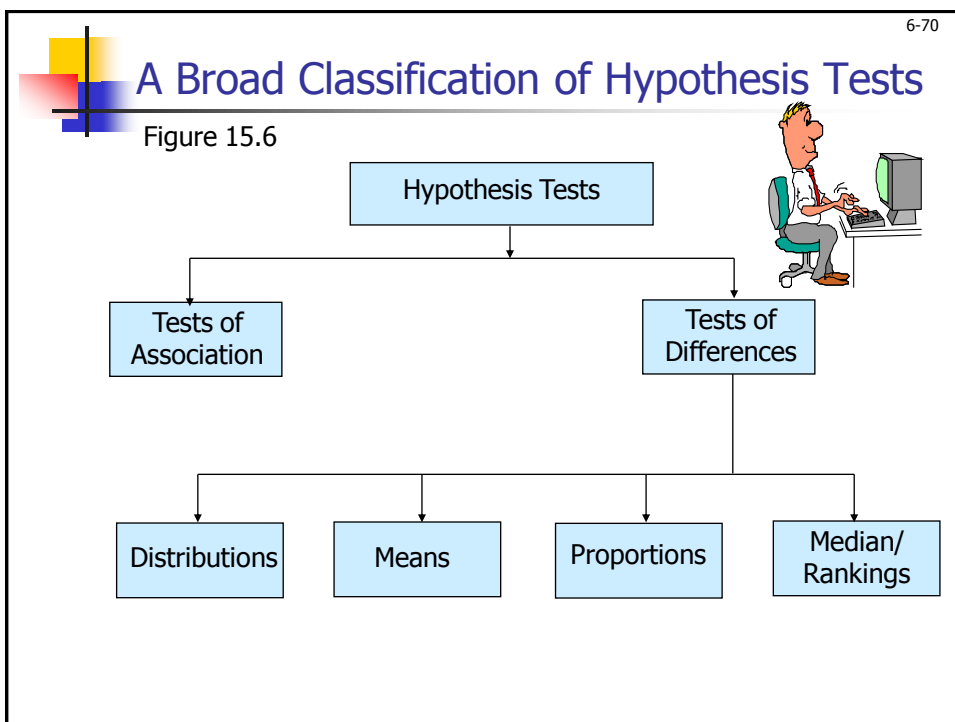 6-70
A Broad Classification of Hypothesis Tests
Figure 15.6
Hypothesis Tests
Tests of
Association
Tests of
Differences
Distributions
Means
Proportions
Median/
Rankings